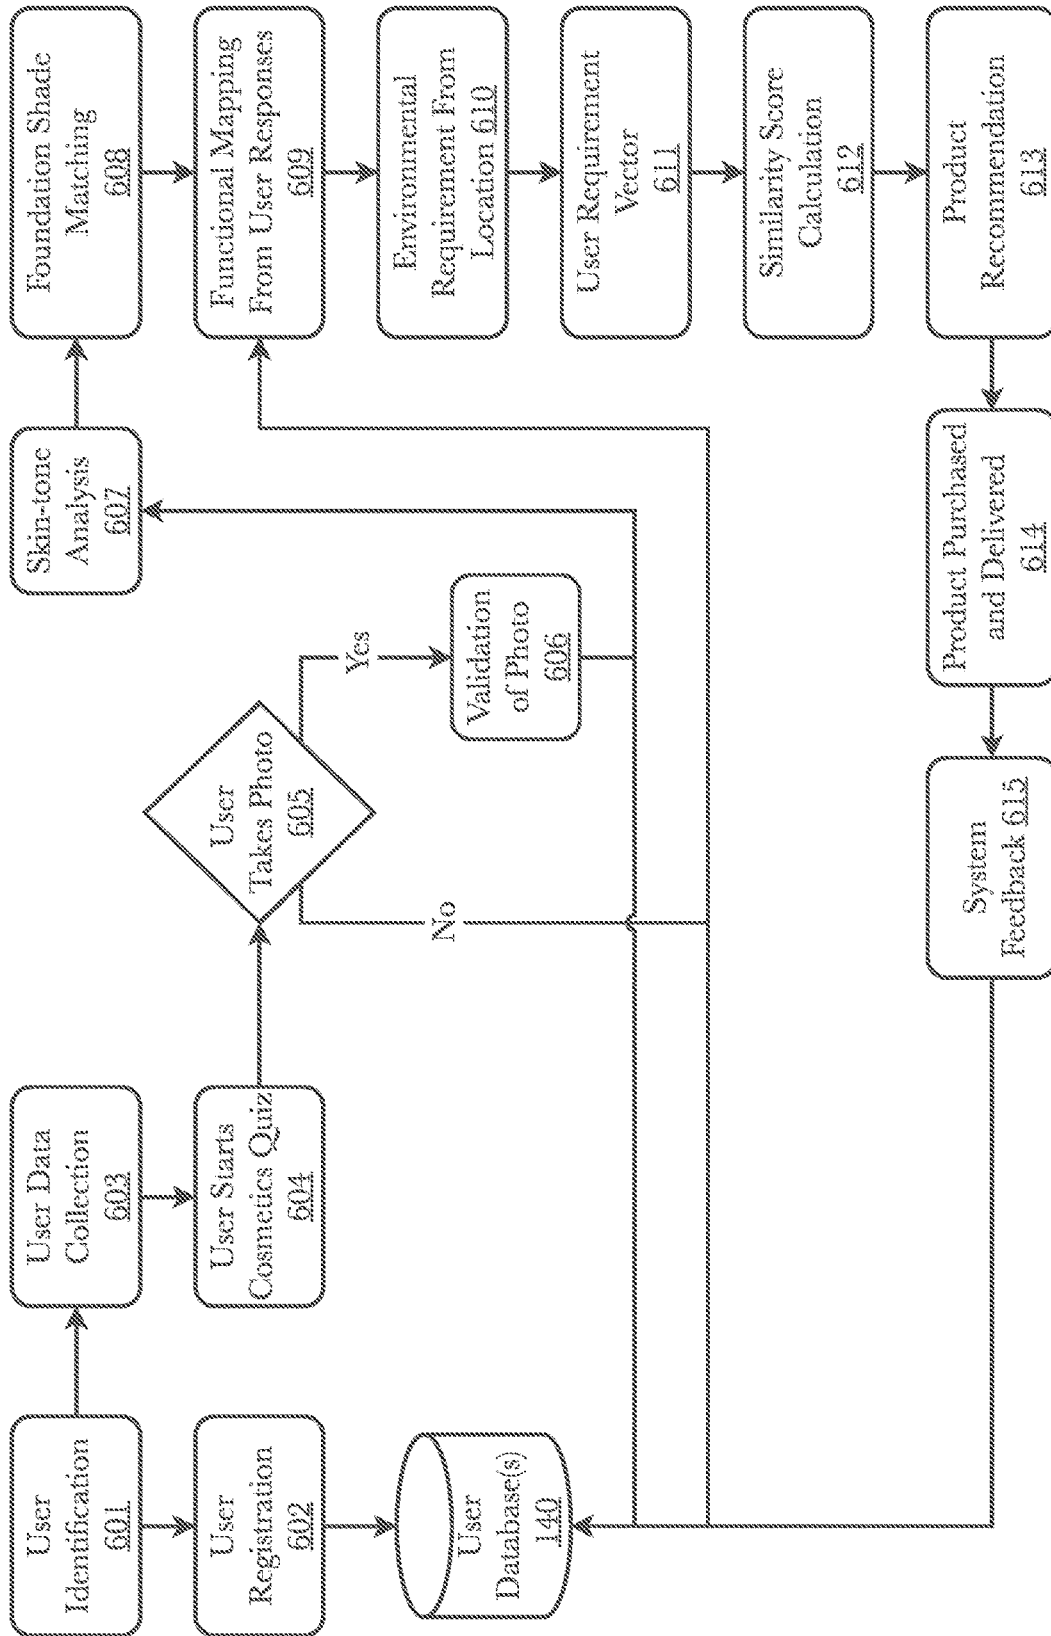 User
Identification
601
User
Registration
602
User
Database(s)
140
User Data
Collection
603
User Starts
Cosmetics Quiz
604
User
Takes Photo
605
No
Yes
Validation
of Photo
606
Skin-tone
Analysis
607
Foundation Shade
Matching
608
Functional Mapping
From User Responses
609
Environmental
Requirement From
Location 610
User Requirement
Vector
611
Similarity Score
Calculation
612
Product
Recommendation
613
Product Purchased
and Delivered
614
System
Feedback 615